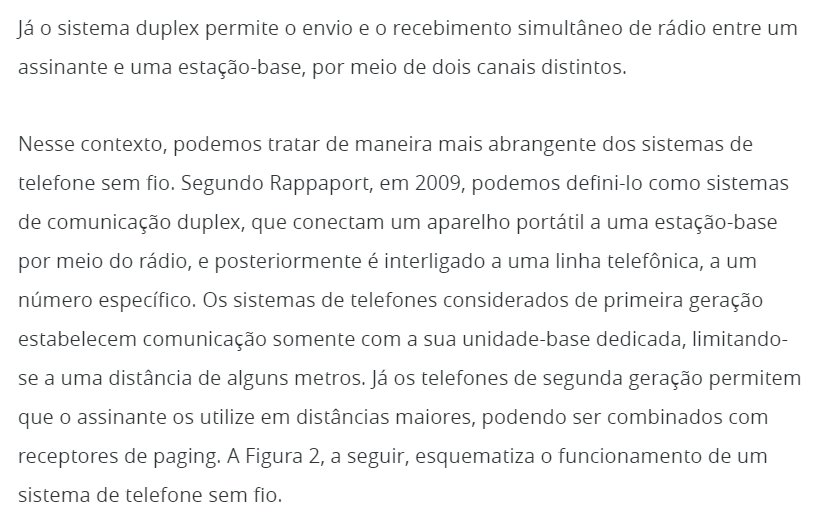 Já o sistema duplex permite o envio e o recebimento simultâneo de rádio entre um
assinante e uma estação-base, por meio de dois canais distintos.
Nesse contexto, podemos tratar de maneira mais abrangente dos sistemas de
telefone sem fio. Segundo Rappaport, em 2009, podemos defini-lo como sistemas
de comunicação duplex, que conectam um aparelho portátil a uma estação-base
por meio do rádio, e posteriormente é interligado a uma linha telefônica, a um
número específico. Os sistemas de telefones considerados de primeira geração
estabelecem comunicação somente com a sua unidade-base dedicada, limitando-
se a uma distância de alguns metros. Já os telefones de segunda geração permitem
que o assinante os utilize em distâncias maiores, podendo ser combinados com
receptores de paging. A Figura 2, a seguir, esquematiza o funcionamento de um
sistema de telefone sem fio.